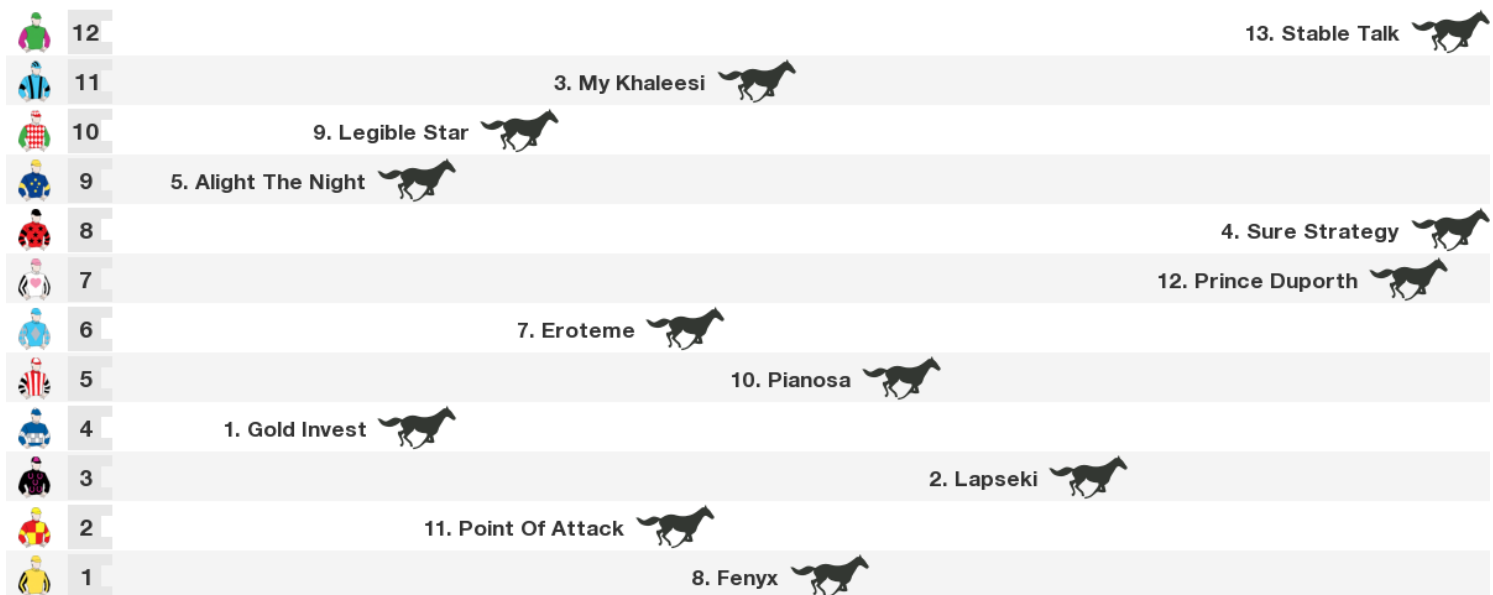 12 13. Stable Talk
11 3. My Khaleesi
10 9. Legible Star
9 5. Alight The Night
8 4. Sure Strategy
7 12. Prince Duporth
6 7. Eroteme
5 10. Pianosa
4 1. Gold Invest
3 2. Lapseki
2 11. Point Of Attack
1 8. Fenyx